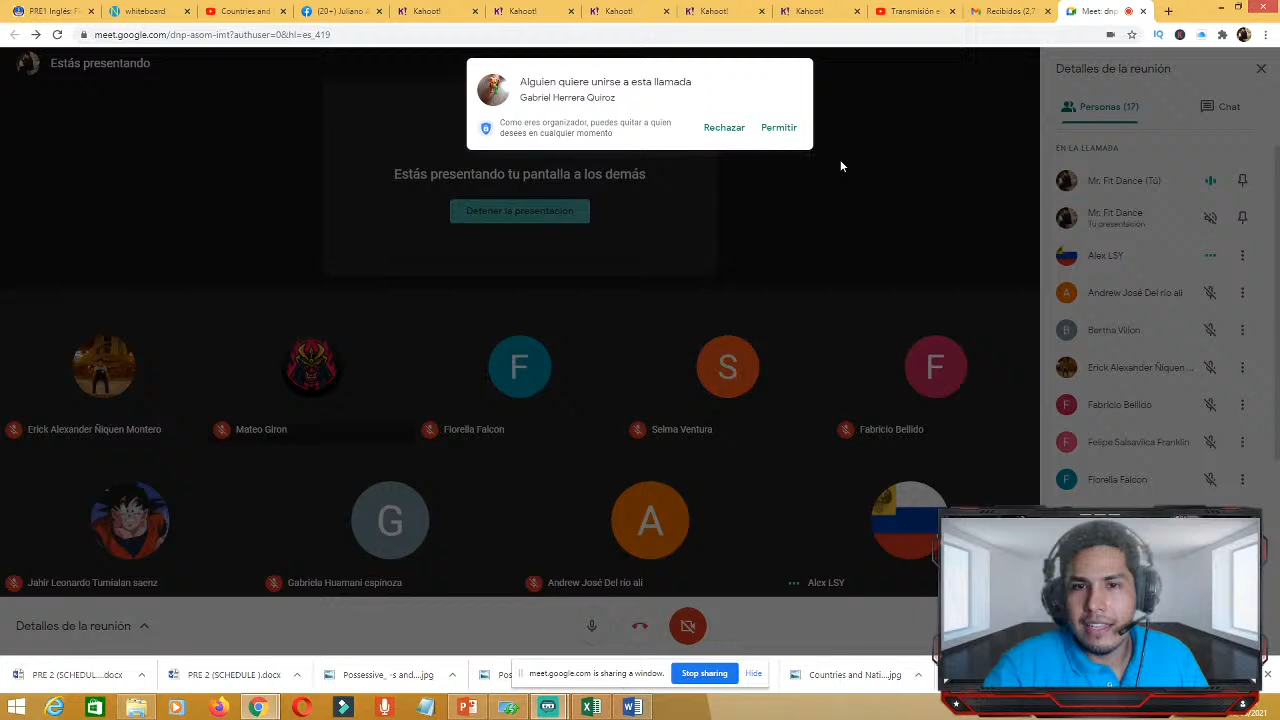 PRE1 Inglés: Fi
whiteboard
Countries and
(20+) Juliano A
Kahoot!
Kahoot!
Kahoot!
Kahoot!
Kahoot!
Transmisión e
Recibidos (2,7
Meet: dnp
meet.google.com/dnp-asom-imt?authuser=0&hl=es_419
Estás presentando
Alguien quiere unirse a esta llamada
Gabriel Herrera Quiroz
Como eres organizador, puedes quitar a quien
desees en cualquier momento
Rechazar
Permitir
Estás presentando tu pantalla a los demás
Detener la presentación
Detalles de la reunión
Personas (17)
Chat
EN LA LLAMADA
Mr. Fit Dance (Tú)
Mr. Fit Dance
Tu presentación
Alex LSY
A
Andrew José Del río ali
B
Bertha Villon
Erick Alexander Ñiquen ...
F
Fabricio Bellido
F
Felipe Salsavilca Franklin
F
Fiorella Falcon
F
S
F
Erick Alexander Ñiquen Montero
Mateo Giron
Fiorella Falcon
Selma Ventura
Fabricio Bellido
G
A
Jahir Leonardo Tumialan saenz
Gabriela Huamani espinoza
Andrew José Del río ali
Alex LSY
Detalles de la reunión
PRE 2 (SCHEDUL....docx
PRE 2 (SCHEDULE ).docx
Possessive_ -s and....jpg
meet.google.com is sharing a window.
Stop sharing
Hide
Countries and Nati....jpg